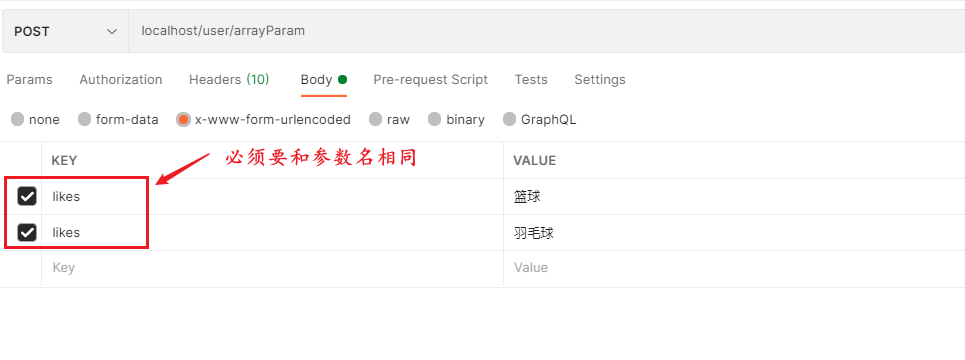 POST localhost/user/arrayParam
Params Authorization Headers (10) Body Pre-request Script Tests Settings
none form-data x-www-form-urlencoded raw binary GraphQL
必须要和参数名相同
KEY VALUE
likes 篮球
likes 羽毛球
Key Value